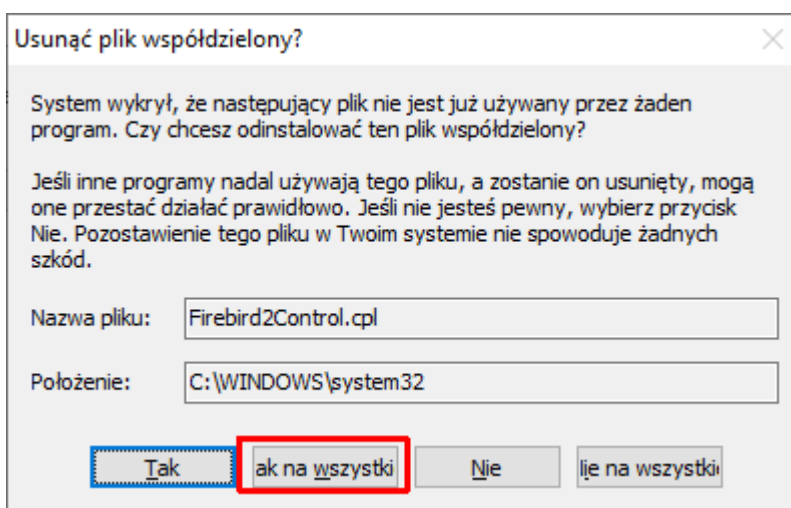 Usunąć plik współdzielony?
System wykrył, że następujący plik nie jest już używany przez żaden
program. Czy chcesz odinstalować ten plik współdzielony?
Jeśli inne programy nadal używają tego pliku, a zostanie on usunięty, mogą
one przestać działać prawidłowo. Jeśli nie jesteś pewny, wybierz przycisk
Nie. Pozostawienie tego pliku w Twoim systemie nie spowoduje żadnych
szkód.
Nazwa pliku: Firebird2Control.cpl
Położenie: C:\WINDOWS\system32
Tak ak na wszystki Nie lie na wszystkie